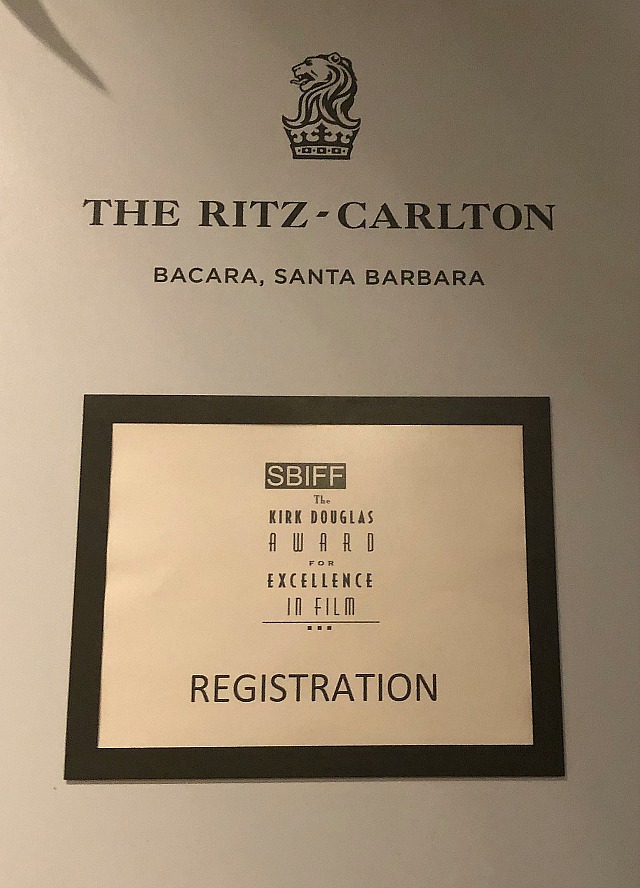 THE RITZ-CARLTON
BACARA, SANTA BARBARA
SBIFF
The
KIRK DOUGLAS
AWARD
FOR
EXCELLENCE
IN FILM
REGISTRATION